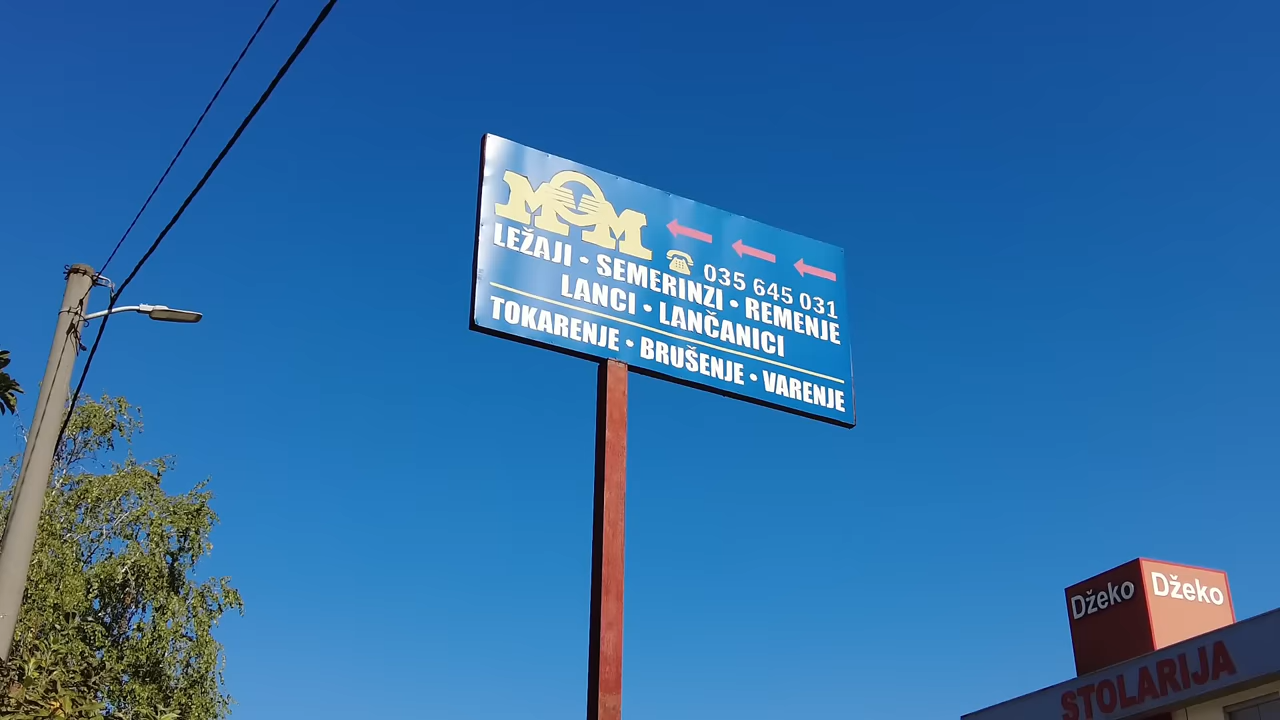 MOM
035 645 031
LEŽAJI • SEMERINZI • REMENJE
LANCI • LANČANICI
TOKARENJE • BRUŠENJE • VARENJE
Džeko Džeko
STOLARIJA